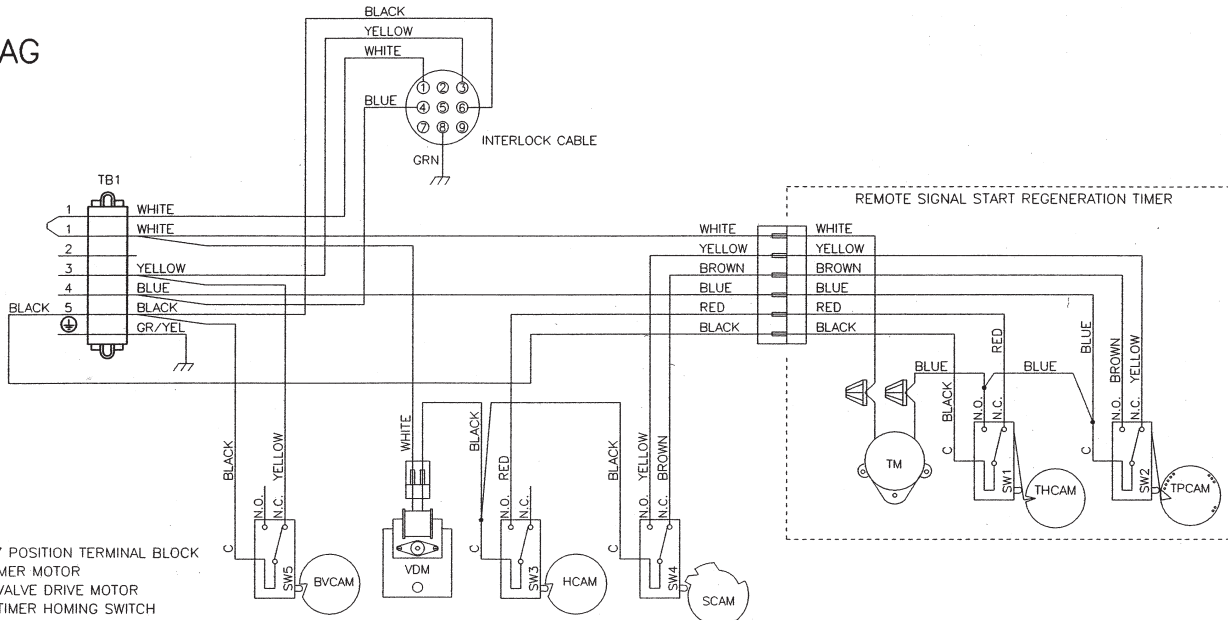 AG
BLACK
YELLOW
WHITE
BLUE
1 2 3
4 5 6
7 8 9
INTERLOCK CABLE
GRN
TB1
1 WHITE
1 WHITE
2
3 YELLOW
4 BLUE
BLACK 5 BLACK
GR/YEL
REMOTE SIGNAL START REGENERATION TIMER
WHITE WHITE
YELLOW YELLOW
BROWN BROWN
BLUE BLUE
RED RED
BLACK BLACK
BLUE BLUE
BLACK
RED
BLUE
BROWN
YELLOW
N.O.
N.C.
C
SW1
THCAM
TM
N.O.
N.C.
C
SW2
TPCAM
BLACK
YELLOW
N.O.
N.C.
C
SW5
BVCAM
WHITE
VDM
BLACK
RED
N.O.
N.C.
C
SW3
HCAM
BLACK
YELLOW
BROWN
N.O.
N.C.
C
SW4
SCAM
POSITION TERMINAL BLOCK
MER MOTOR
VALVE DRIVE MOTOR
TIMER HOMING SWITCH